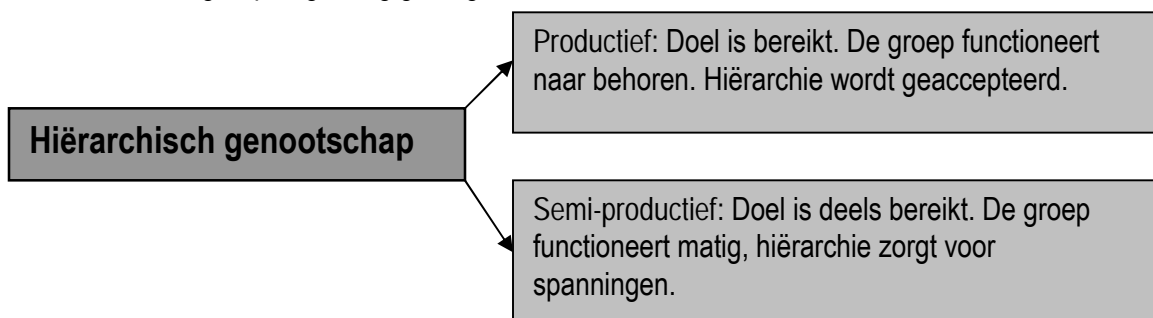 Productief: Doel is bereikt. De groep functioneert
naar behoren. Hiërarchie wordt geaccepteerd.
Hiërarchisch genootschap
Semi-productief: Doel is deels bereikt. De groep
functioneert matig, hiërarchie zorgt voor
spanningen.